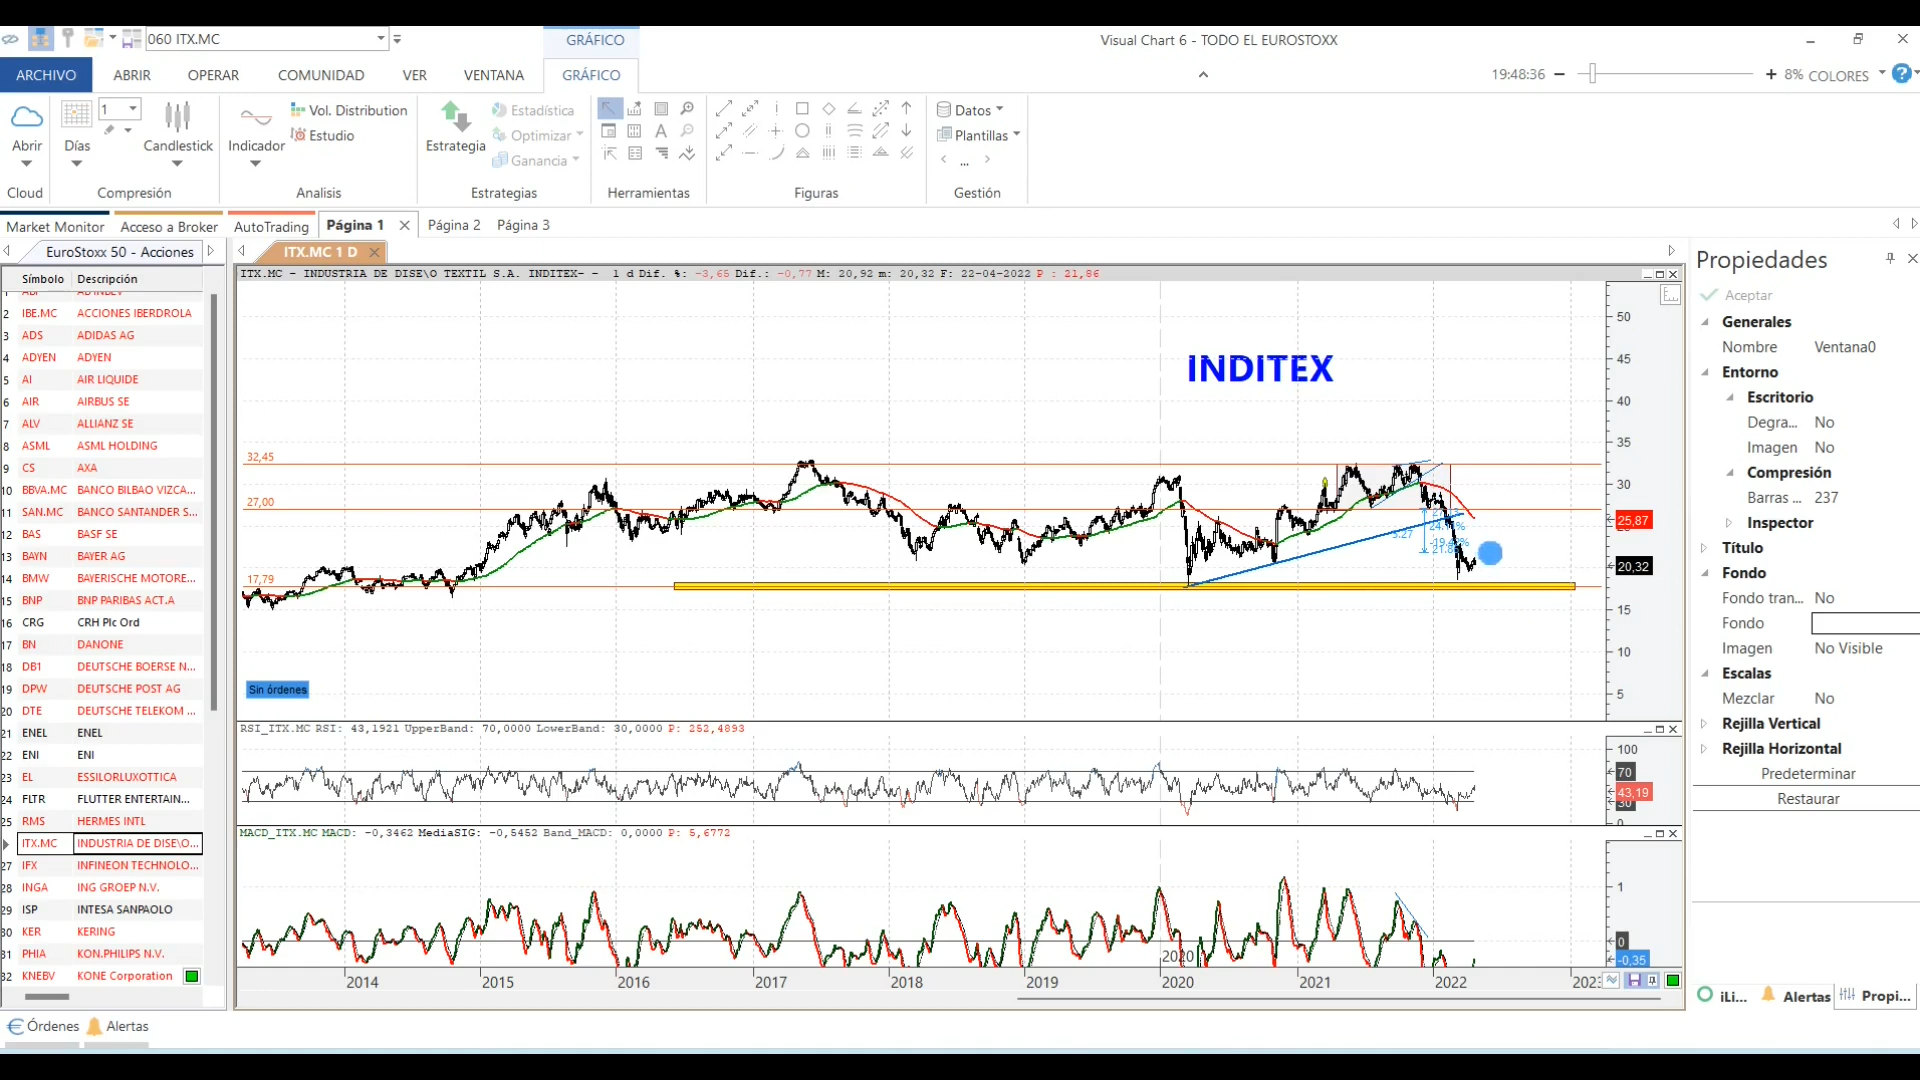 060 ITX.MC
GRÁFICO
Visual Chart 6 - TODO EL EUROSTOXX
ARCHIVO ABRIR OPERAR COMUNIDAD VER VENTANA GRÁFICO
19:48:36 8% COLORES
Abrir
Cloud
1
Días
Candlestick
Compresión
Indicador
Vol. Distribution
Estudio
Analisis
Estrategia
Estadística
Optimizar
Ganancia
Estrategias
Herramientas
Figuras
Datos
Plantillas
...
Gestión
Market Monitor Acceso a Broker AutoTrading Página 1 Página 2 Página 3
EuroStoxx 50 - Acciones
ITX.MC 1 D
Símbolo Descripción
2 IBE.MC ACCIONES IBERDROLA
3 ADS ADIDAS AG
4 ADYEN ADYEN
5 AI AIR LIQUIDE
6 AIR AIRBUS SE
7 ALV ALLIANZ SE
8 ASML ASML HOLDING
9 CS AXA
10 BBVA.MC BANCO BILBAO VIZCA...
11 SAN.MC BANCO SANTANDER S...
12 BAS BASF SE
13 BAYN BAYER AG
14 BMW BAYERISCHE MOTORE...
15 BNP BNP PARIBAS ACT.A
16 CRG CRH Plc Ord
17 BN DANONE
18 DB1 DEUTSCHE BOERSE N...
19 DPW DEUTSCHE POST AG
20 DTE DEUTSCHE TELEKOM ...
21 ENEL ENEL
22 ENI ENI
23 EL ESSILORLUXOTTICA
24 FLTR FLUTTER ENTERTAIN...
25 RMS HERMES INTL
ITX.MC INDUSTRIA DE DISE\O...
27 IFX INFINEON TECHNOLO...
28 INGA ING GROEP N.V.
29 ISP INTESA SANPAOLO
30 KER KERING
31 PHIA KON.PHILIPS N.V.
32 KNEBV KONE Corporation
ITX.MC - INDUSTRIA DE DISE\O TEXTIL S.A. INDITEX- - 1 d Dif. %: -3,65 Dif.: -0,77 M: 20,92 m: 20,32 F: 22-04-2022 P : 21,86
INDITEX
32,45
27,00
17,79
50
45
40
35
30
25,87
20,32
15
10
5
Sin órdenes
RSI_ITX.MC RSI: 43,1921 UpperBand: 70,0000 LowerBand: 30,0000 P: 252,4893
100
70
43,19
30
0
MACD_ITX.MC MACD: -0,3462 MediaSIG: -0,5452 Band_MACD: 0,0000 P: 5,6772
1
0
-0,35
2020
2014 2015 2016 2017 2018 2019 2020 2021 2022
Propiedades
Aceptar
Generales
Nombre Ventana0
Entorno
Escritorio
Degra... No
Imagen No
Compresión
Barras ... 237
Inspector
Título
Fondo
Fondo tran... No
Fondo
Imagen No Visible
Escalas
Mezclar No
Rejilla Vertical
Rejilla Horizontal
Predeterminar
Restaurar
iLi... Alertas Propi...
Órdenes Alertas